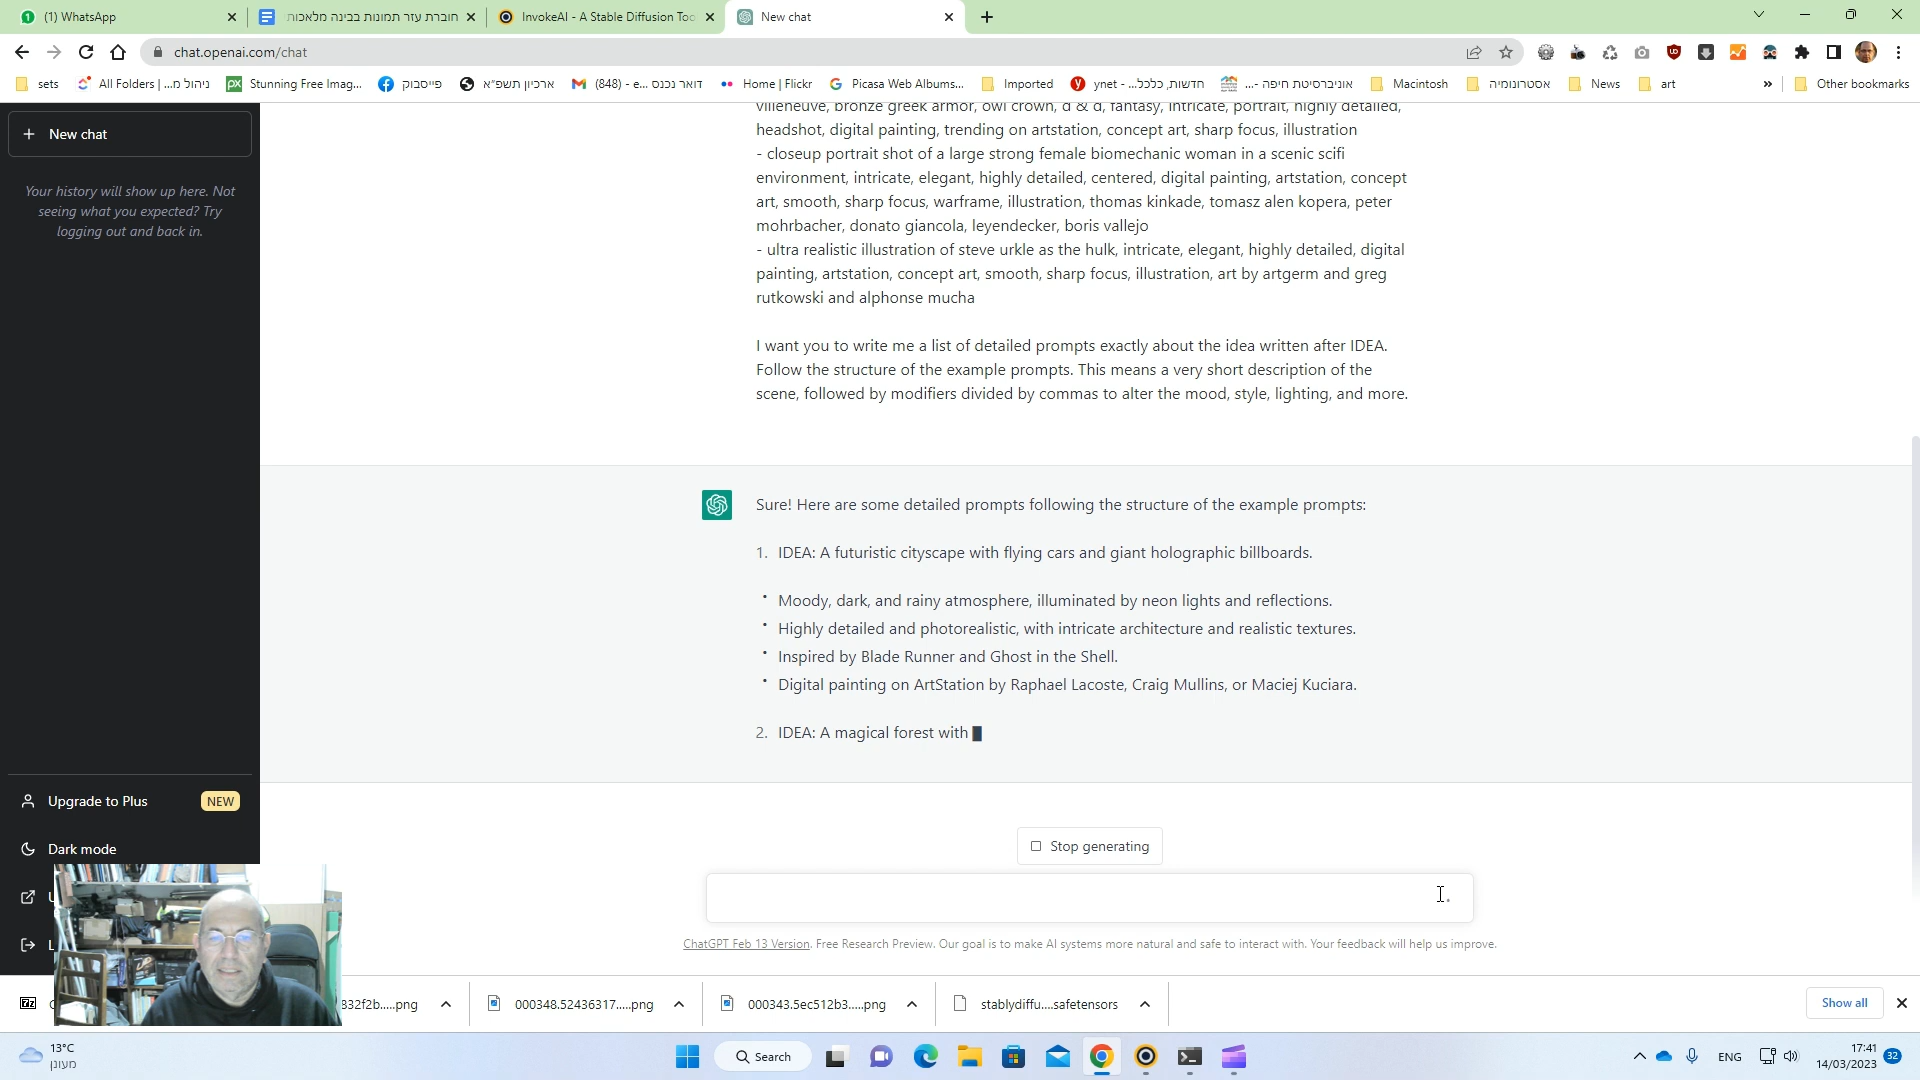 (1) WhatsApp
חוברת עזר תמונות בבינה מלאכות
InvokeAI - A Stable Diffusion Too
New chat
chat.openai.com/chat
sets
All Folders | ...ניהול מ
Stunning Free Imag...
פייסבוק
ארכיון תשפ״א
דואר נכנס (848) - e...
Home | Flickr
Picasa Web Albums...
Imported
ynet - ...חדשות, כלכל
אוניברסיטת חיפה -...
Macintosh
אסטרונומיה
News
art
»
Other bookmarks
New chat
Your history will show up here. Not
seeing what you expected? Try
logging out and back in.
villeneuve, bronze greek armor, owl crown, d & d, fantasy, intricate, portrait, highly detailed,
headshot, digital painting, trending on artstation, concept art, sharp focus, illustration
- closeup portrait shot of a large strong female biomechanic woman in a scenic scifi
environment, intricate, elegant, highly detailed, centered, digital painting, artstation, concept
art, smooth, sharp focus, warframe, illustration, thomas kinkade, tomasz alen kopera, peter
mohrbacher, donato giancola, leyendecker, boris vallejo
- ultra realistic illustration of steve urkle as the hulk, intricate, elegant, highly detailed, digital
painting, artstation, concept art, smooth, sharp focus, illustration, art by artgerm and greg
rutkowski and alphonse mucha
I want you to write me a list of detailed prompts exactly about the idea written after IDEA.
Follow the structure of the example prompts. This means a very short description of the
scene, followed by modifiers divided by commas to alter the mood, style, lighting, and more.
Sure! Here are some detailed prompts following the structure of the example prompts:
1. IDEA: A futuristic cityscape with flying cars and giant holographic billboards.
• Moody, dark, and rainy atmosphere, illuminated by neon lights and reflections.
• Highly detailed and photorealistic, with intricate architecture and realistic textures.
• Inspired by Blade Runner and Ghost in the Shell.
• Digital painting on ArtStation by Raphael Lacoste, Craig Mullins, or Maciej Kuciara.
2. IDEA: A magical forest with
Upgrade to Plus
NEW
Dark mode
Stop generating
ChatGPT Feb 13 Version. Free Research Preview. Our goal is to make AI systems more natural and safe to interact with. Your feedback will help us improve.
832f2b.....png
000348.52436317.....png
000343.5ec512b3.....png
stablydiffu....safetensors
Show all
13°C
מעונן
Search
ENG
17:41
14/03/2023
32